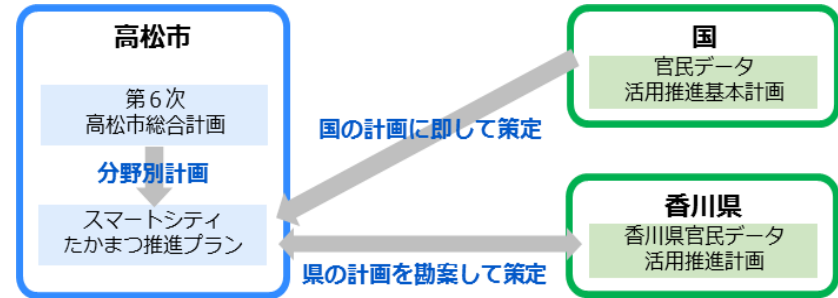 高松市
第6次
高松市総合計画
分野別計画
スマートシティ
たかまつ推進プラン
国の計画に即して策定
県の計画を勘案して策定
国
官民データ
活用推進基本計画
香川県
香川県官民データ
活用推進計画